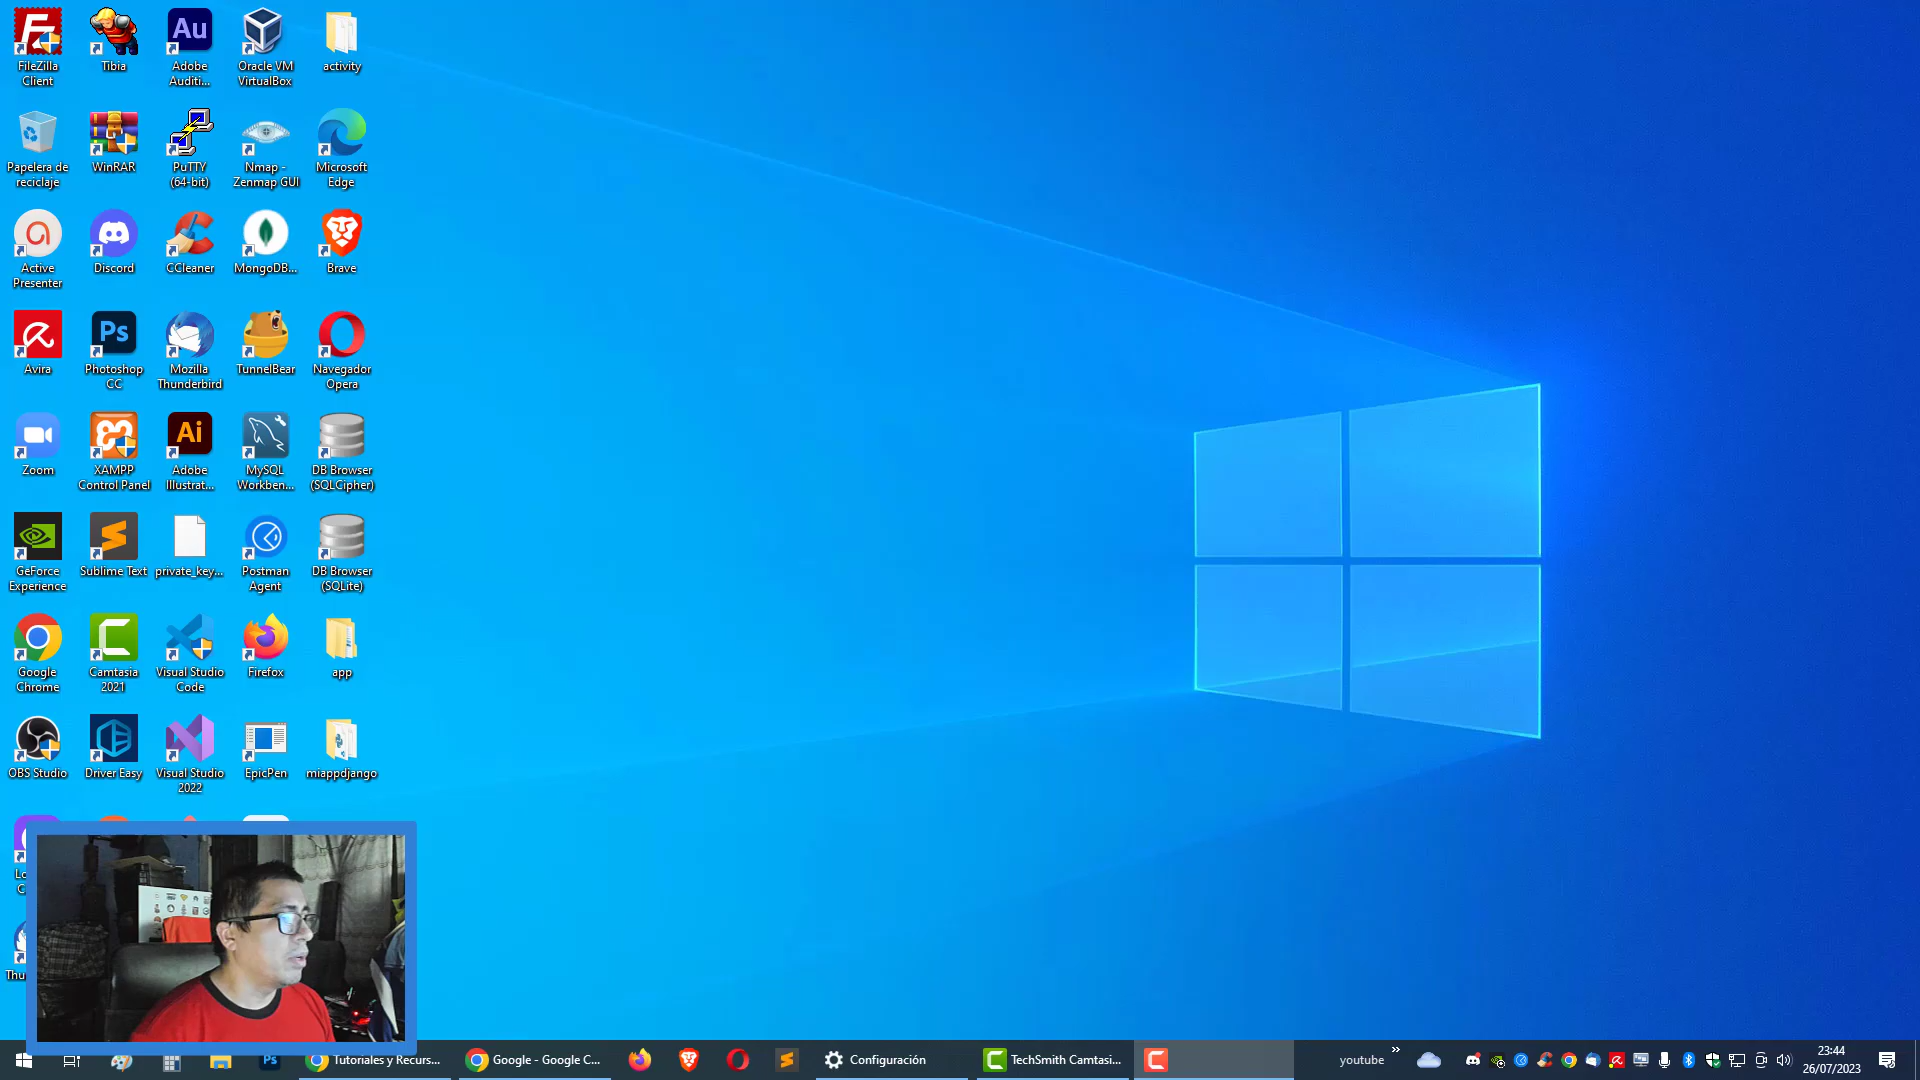 FileZilla
Client
Tibia
Au
Adobe
Auditi...
Oracle VM
VirtualBox
activity
Papelera de
reciclaje
WinRAR
PuTTY
(64-bit)
Nmap -
Zenmap GUI
Microsoft
Edge
Active
Presenter
Discord
CCleaner
MongoDB...
Brave
Avira
Ps
Photoshop
CC
Mozilla
Thunderbird
TunnelBear
Navegador
Opera
Zoom
XAMPP
Control Panel
Ai
Adobe
Illustrat...
MySQL
Workben...
DB Browser
(SQLCipher)
GeForce
Experience
Sublime Text
private_key...
Postman
Agent
DB Browser
(SQLite)
Google
Chrome
Camtasia
2021
Visual Studio
Code
Firefox
app
OBS Studio
Driver Easy
Visual Studio
2022
EpicPen
miappdjango
Ps
Tutoriales y Recurs...
Google - Google C...
Configuración
TechSmith Camtasi...
youtube
23:44
26/07/2023